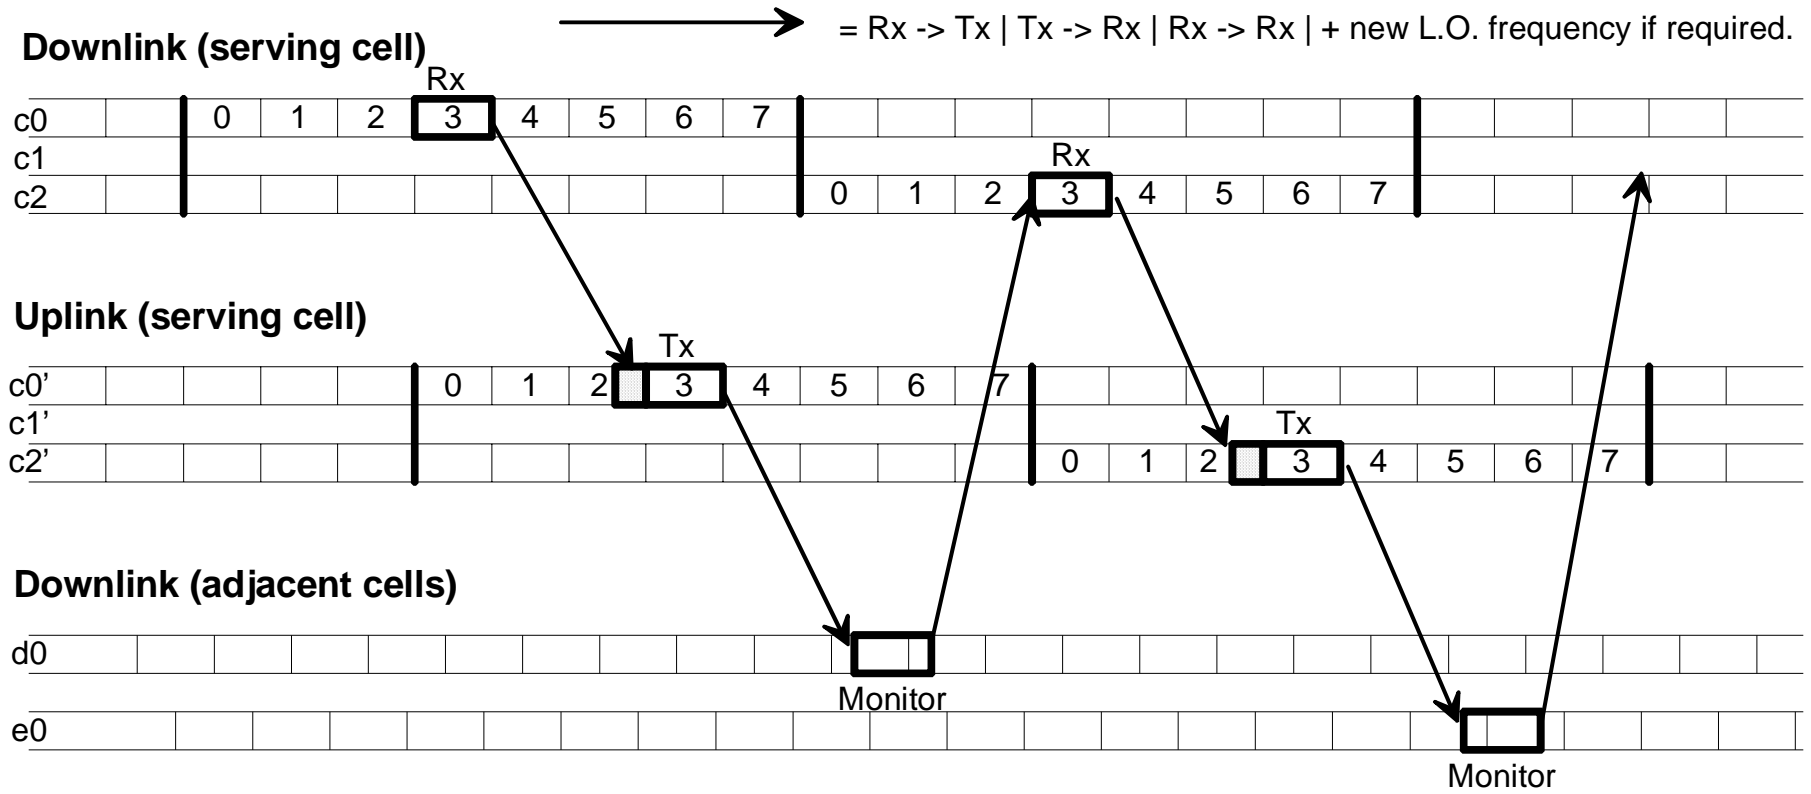 = Rx -> Tx | Tx -> Rx | Rx -> Rx | + new L.O. frequency if required.
Downlink (serving cell)
Rx
c0 0 1 2 3 4 5 6 7
c1 Rx
c2 0 1 2 3 4 5 6 7
Uplink (serving cell)
Tx
c0’ 0 1 2 3 4 5 6 7
c1’ Tx
c2’ 0 1 2 3 4 5 6 7
Downlink (adjacent cells)
d0
Monitor
e0
Monitor